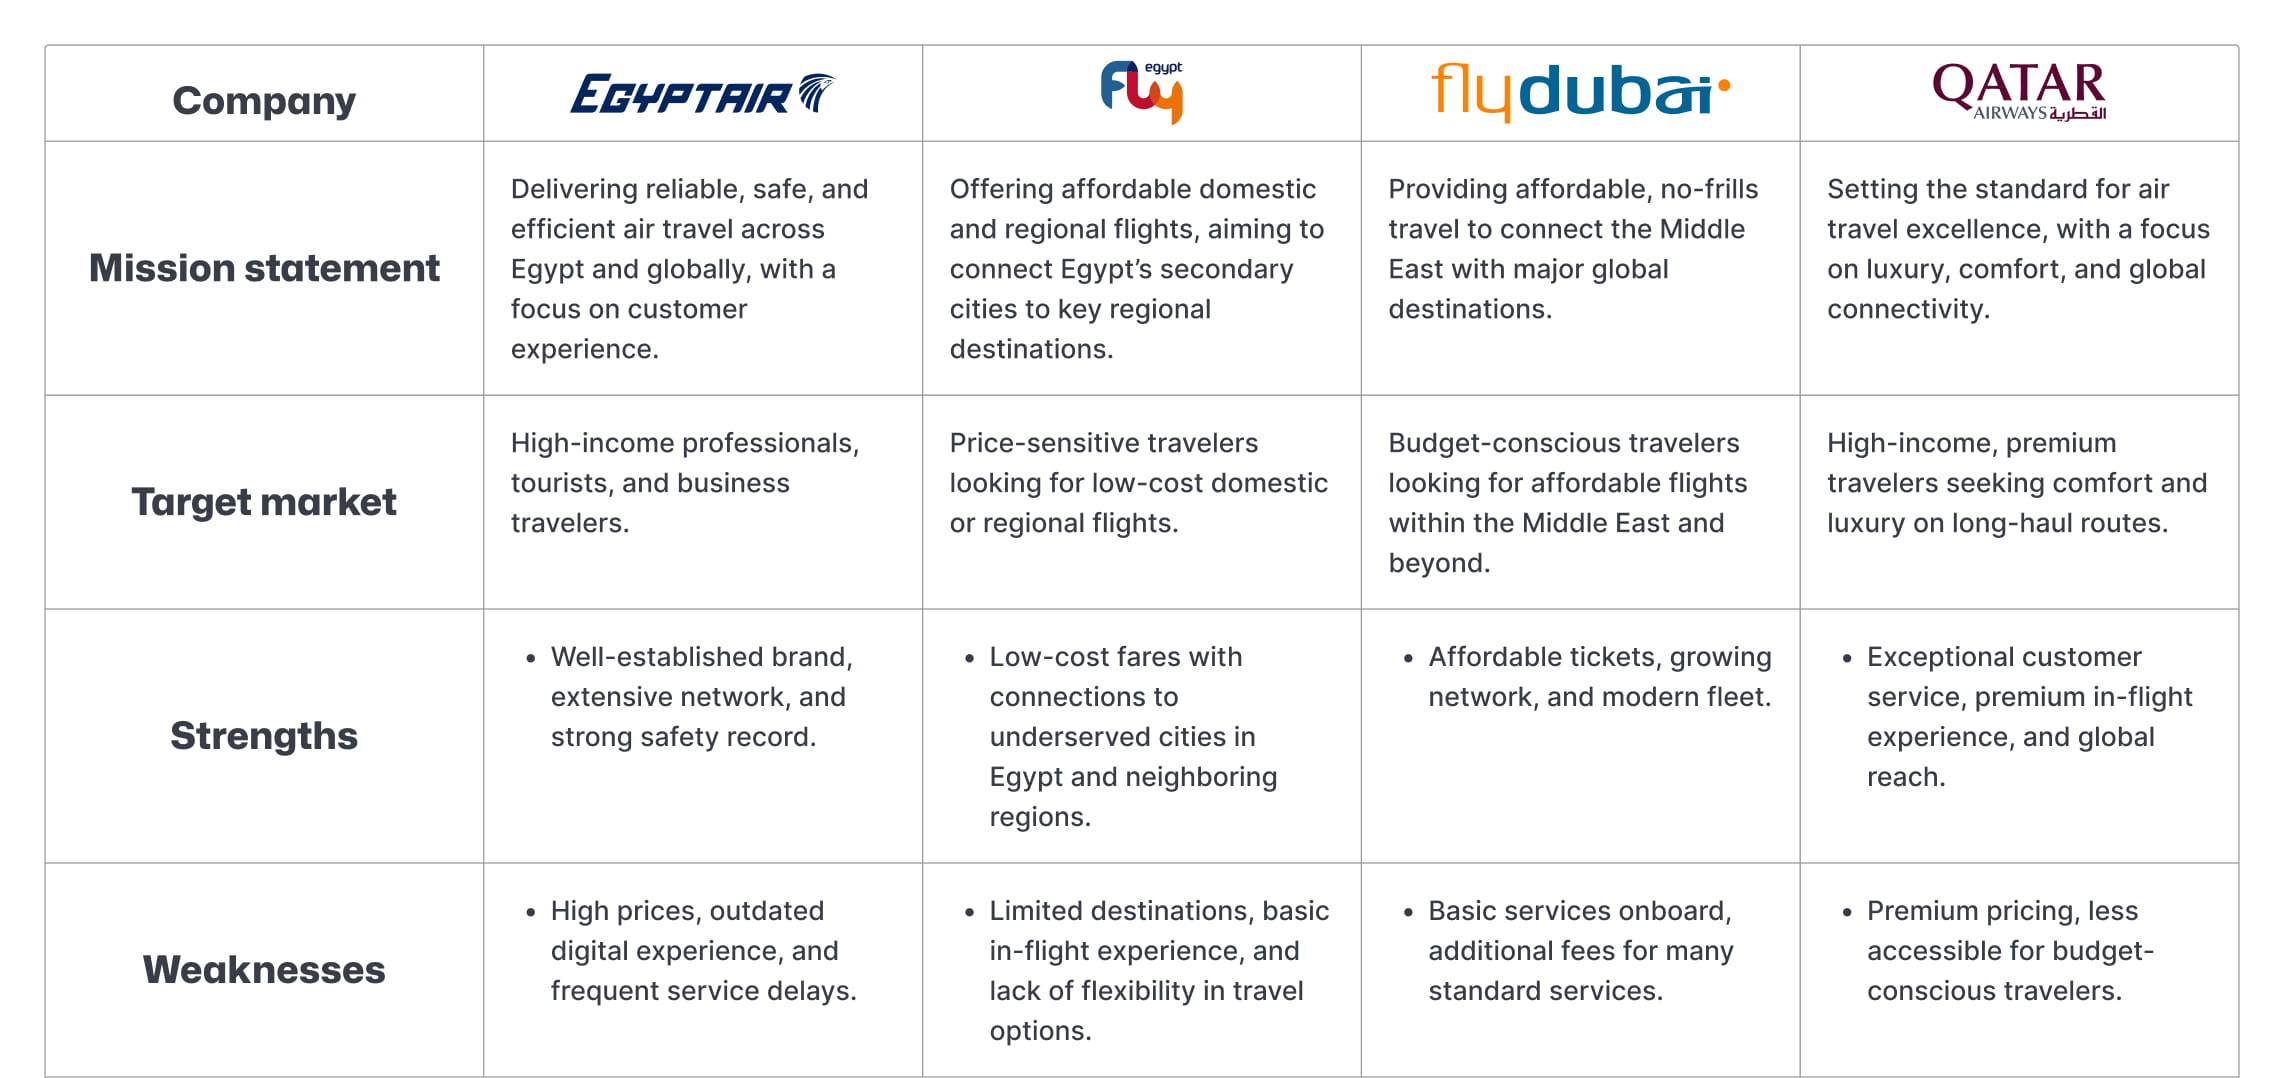 Company
EGYPTAIR
egypt
Fly
flydubai
QATAR
AIRWAYS القطرية
Mission statement
Delivering reliable, safe, and
efficient air travel across
Egypt and globally, with a
focus on customer
experience.
Offering affordable domestic
and regional flights, aiming to
connect Egypt’s secondary
cities to key regional
destinations.
Providing affordable, no-frills
travel to connect the Middle
East with major global
destinations.
Setting the standard for air
travel excellence, with a focus
on luxury, comfort, and global
connectivity.
Target market
High-income professionals,
tourists, and business
travelers.
Price-sensitive travelers
looking for low-cost domestic
or regional flights.
Budget-conscious travelers
looking for affordable flights
within the Middle East and
beyond.
High-income, premium
travelers seeking comfort and
luxury on long-haul routes.
Strengths
• Well-established brand,
extensive network, and
strong safety record.
• Low-cost fares with
connections to
underserved cities in
Egypt and neighboring
regions.
• Affordable tickets, growing
network, and modern fleet.
• Exceptional customer
service, premium in-flight
experience, and global
reach.
Weaknesses
• High prices, outdated
digital experience, and
frequent service delays.
• Limited destinations, basic
in-flight experience, and
lack of flexibility in travel
options.
• Basic services onboard,
additional fees for many
standard services.
• Premium pricing, less
accessible for budget-
conscious travelers.